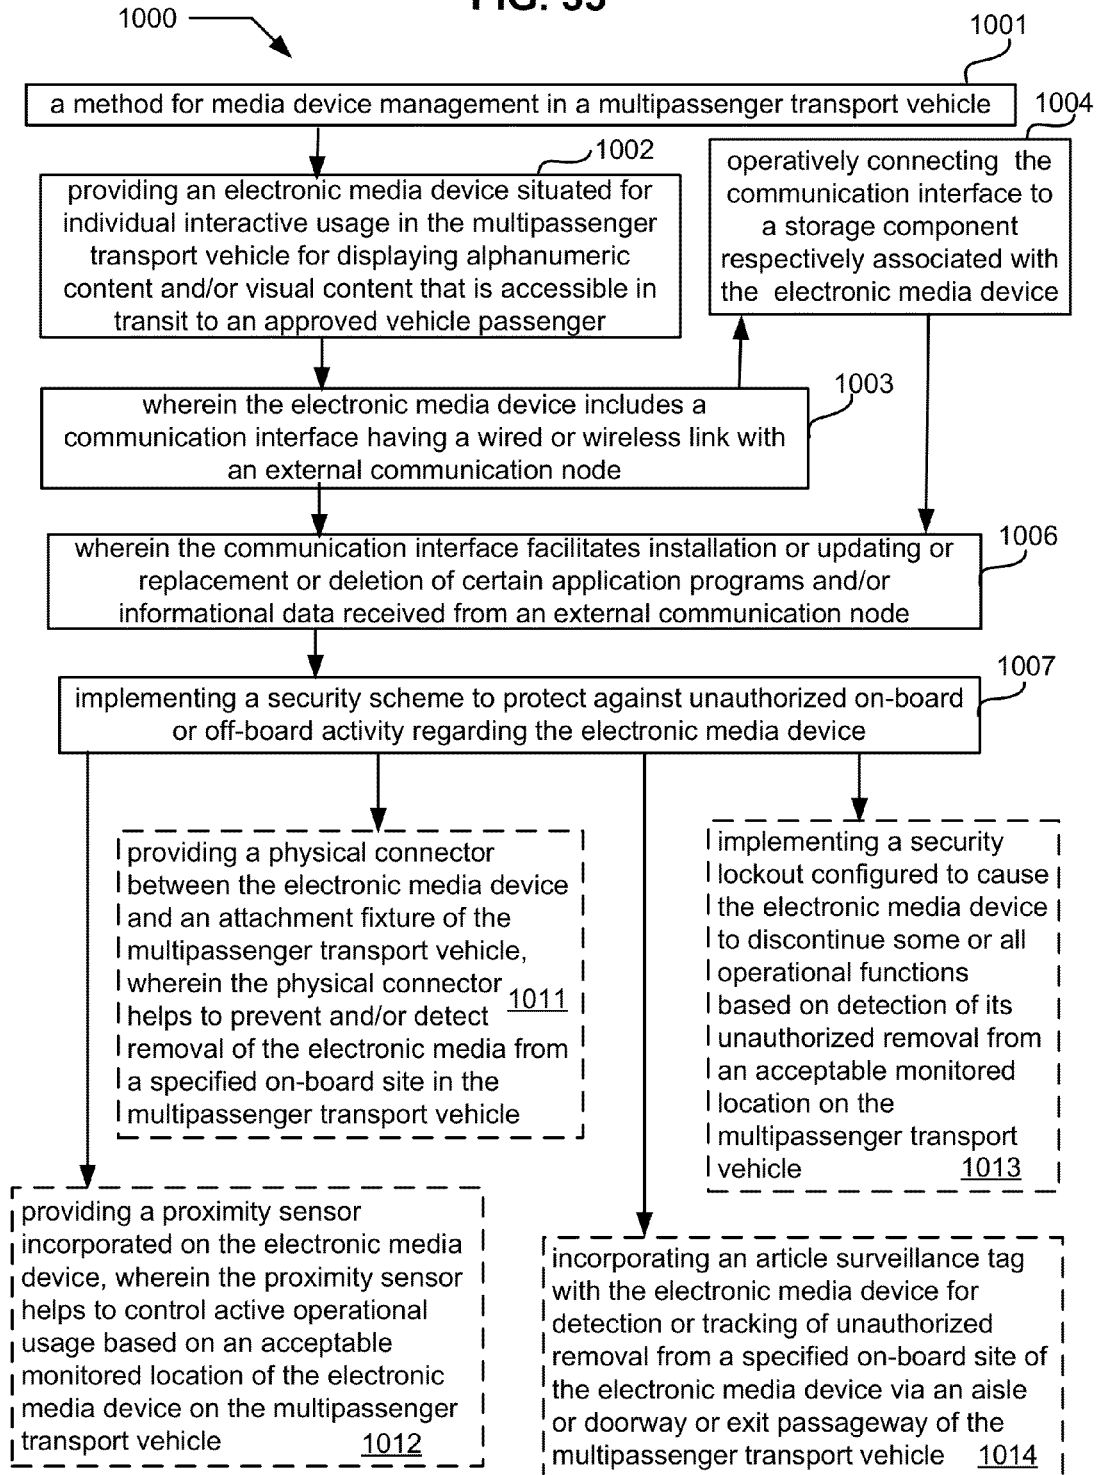 1000
1001
a method for media device management in a multipassenger transport vehicle
1002
providing an electronic media device situated for
individual interactive usage in the multipassenger
transport vehicle for displaying alphanumeric
content and/or visual content that is accessible in
transit to an approved vehicle passenger
1004
operatively connecting the
communication interface to
a storage component
respectively associated with
the electronic media device
1003
wherein the electronic media device includes a
communication interface having a wired or wireless link with
an external communication node
1006
wherein the communication interface facilitates installation or updating or
replacement or deletion of certain application programs and/or
informational data received from an external communication node
1007
implementing a security scheme to protect against unauthorized on-board
or off-board activity regarding the electronic media device
providing a physical connector
between the electronic media device
and an attachment fixture of the
multipassenger transport vehicle,
wherein the physical connector
1011
helps to prevent and/or detect
removal of the electronic media from
a specified on-board site in the
multipassenger transport vehicle
implementing a security
lockout configured to cause
the electronic media device
to discontinue some or all
operational functions
based on detection of its
unauthorized removal from
an acceptable monitored
location on the
multipassenger transport
vehicle 1013
providing a proximity sensor
incorporated on the electronic media
device, wherein the proximity sensor
helps to control active operational
usage based on an acceptable
monitored location of the electronic
media device on the multipassenger
transport vehicle 1012
incorporating an article surveillance tag
with the electronic media device for
detection or tracking of unauthorized
removal from a specified on-board site of
the electronic media device via an aisle
or doorway or exit passageway of the
multipassenger transport vehicle 1014